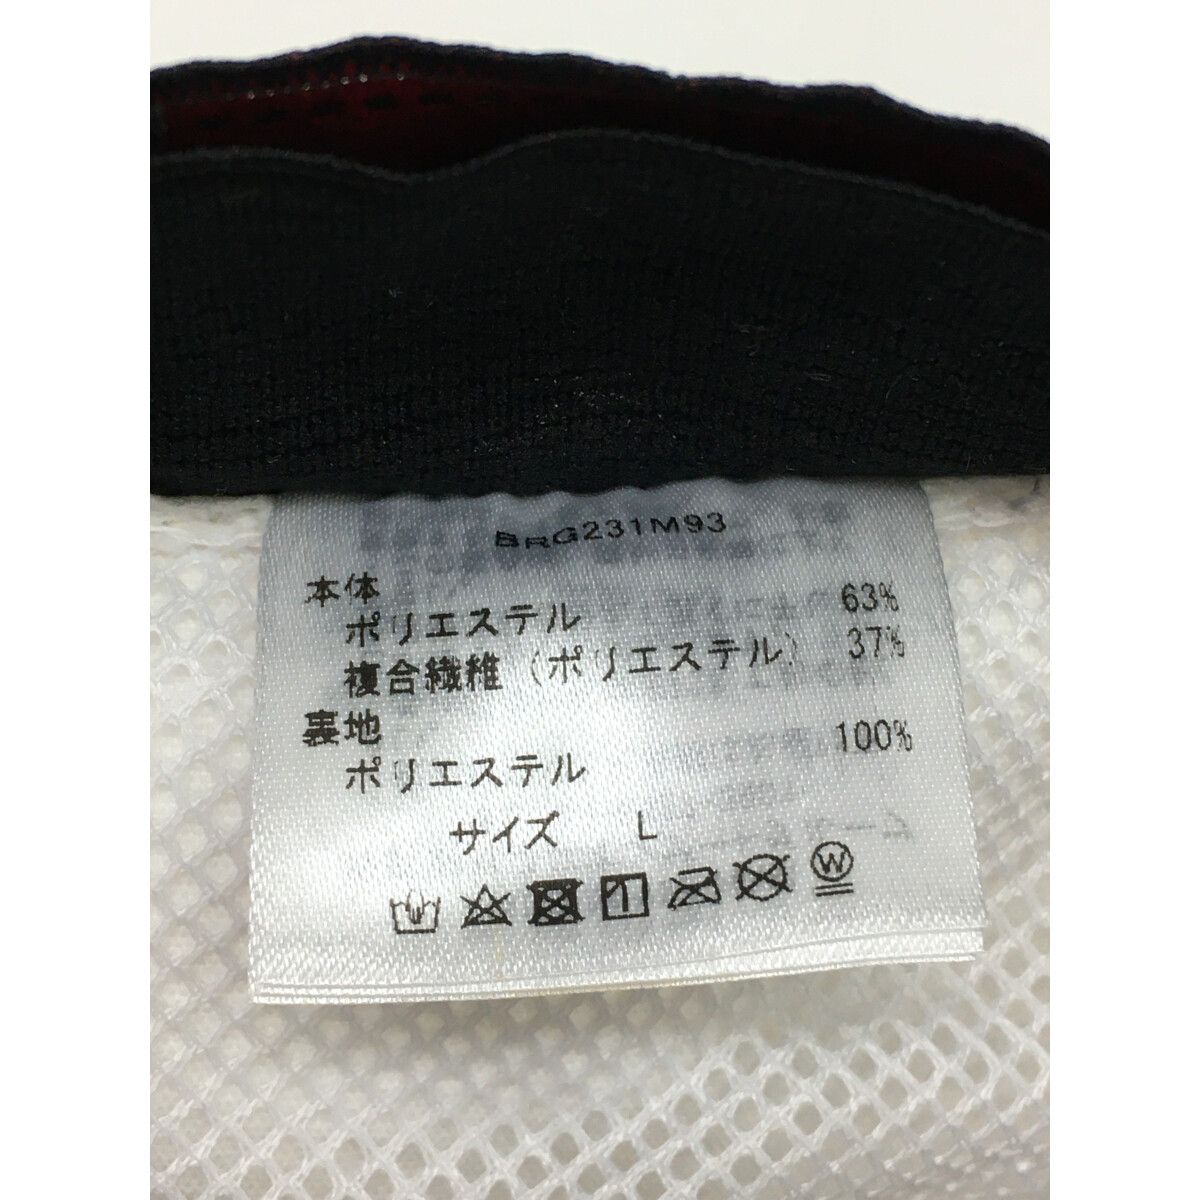 BRG231M93
本体
ポリエステル 63%
複合繊維(ポリエステル) 37%
裏地
ポリエステル 100%
サイズ L
W